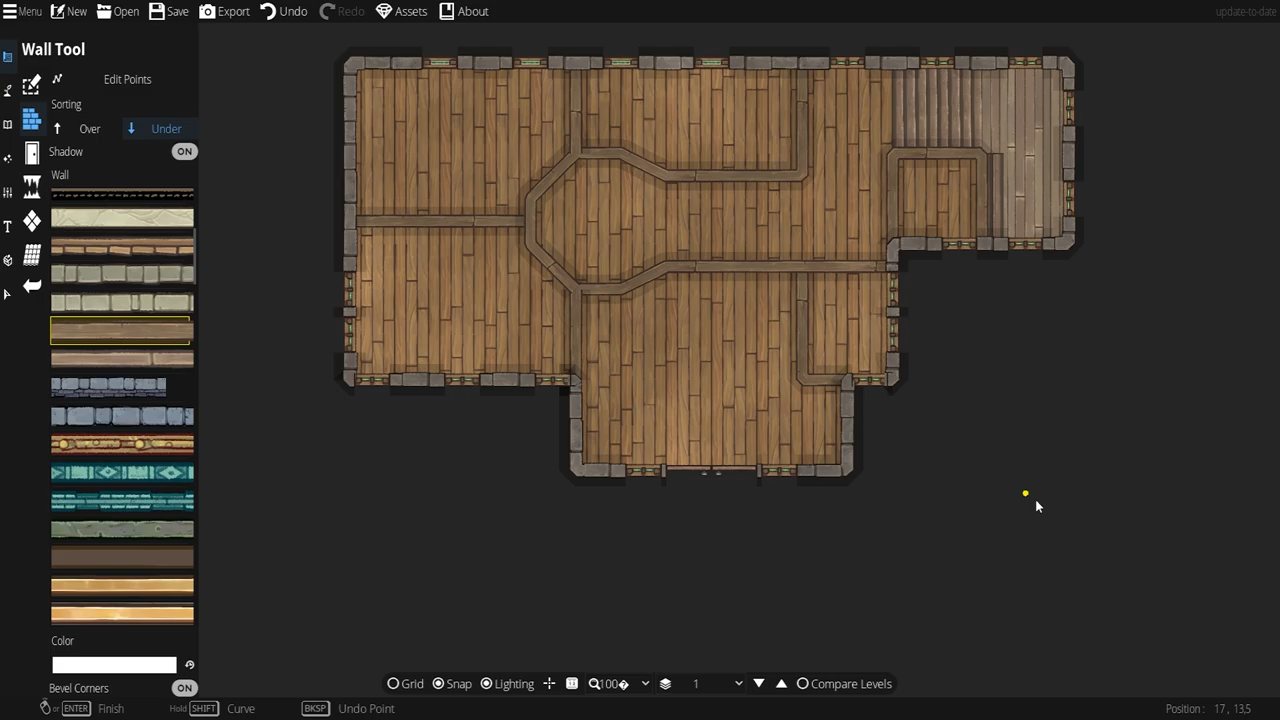 Menu New Open Save Export Undo Redo Assets About update-to-date
Wall Tool
Edit Points
Sorting
Over Under
Shadow ON
Wall
Color
Bevel Corners ON
Grid Snap Lighting 100� 1 Compare Levels
or ENTER Finish Hold SHIFT Curve BKSP Undo Point Position : 17 , 13,5